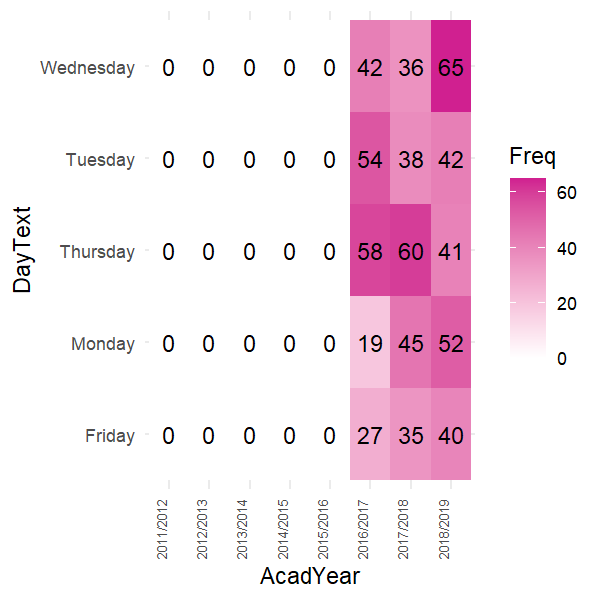 Wednesday 0 0 0 0 0 42 36 65
Tuesday 0 0 0 0 0 54 38 42
Thursday 0 0 0 0 0 58 60 41
Monday 0 0 0 0 0 19 45 52
Friday 0 0 0 0 0 27 35 40
2011/2012 2012/2013 2013/2014 2014/2015 2015/2016 2016/2017 2017/2018 2018/2019
AcadYear
DayText
Freq
60
40
20
0